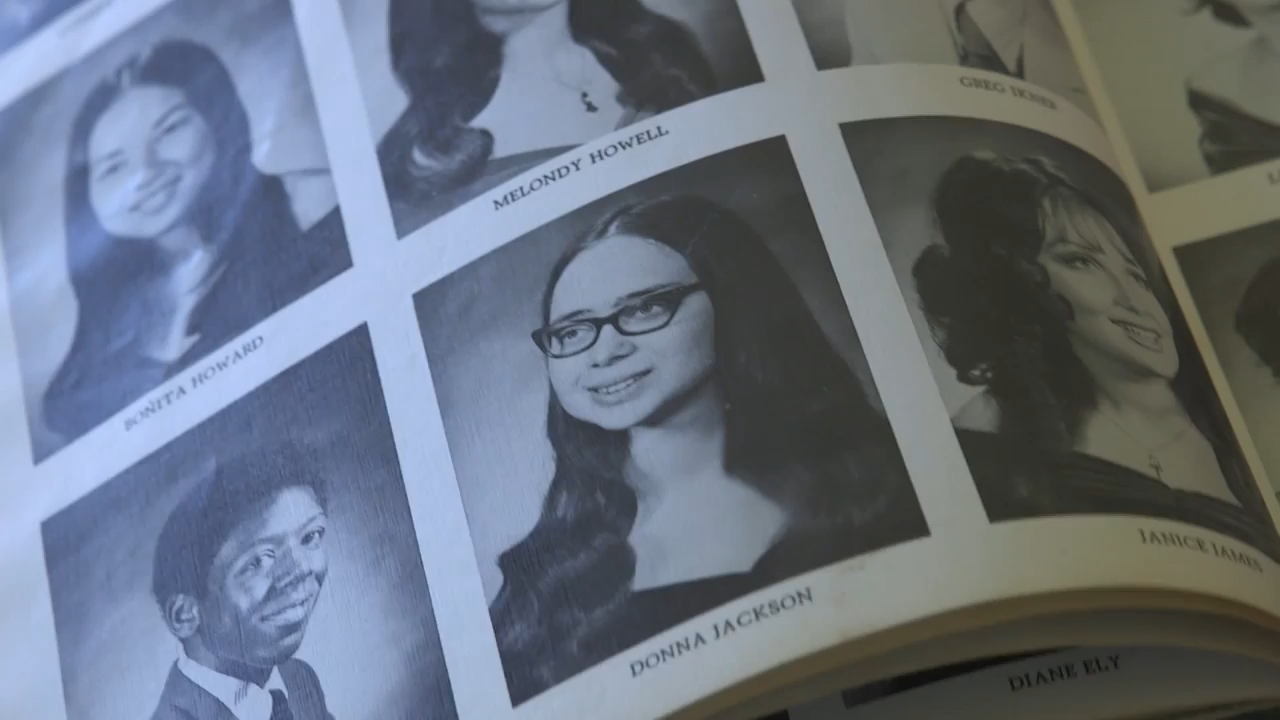 MELONDY HOWELL
GREG IKNER
BONITA HOWARD
DONNA JACKSON
JANICE JAMES
DIANE ELY